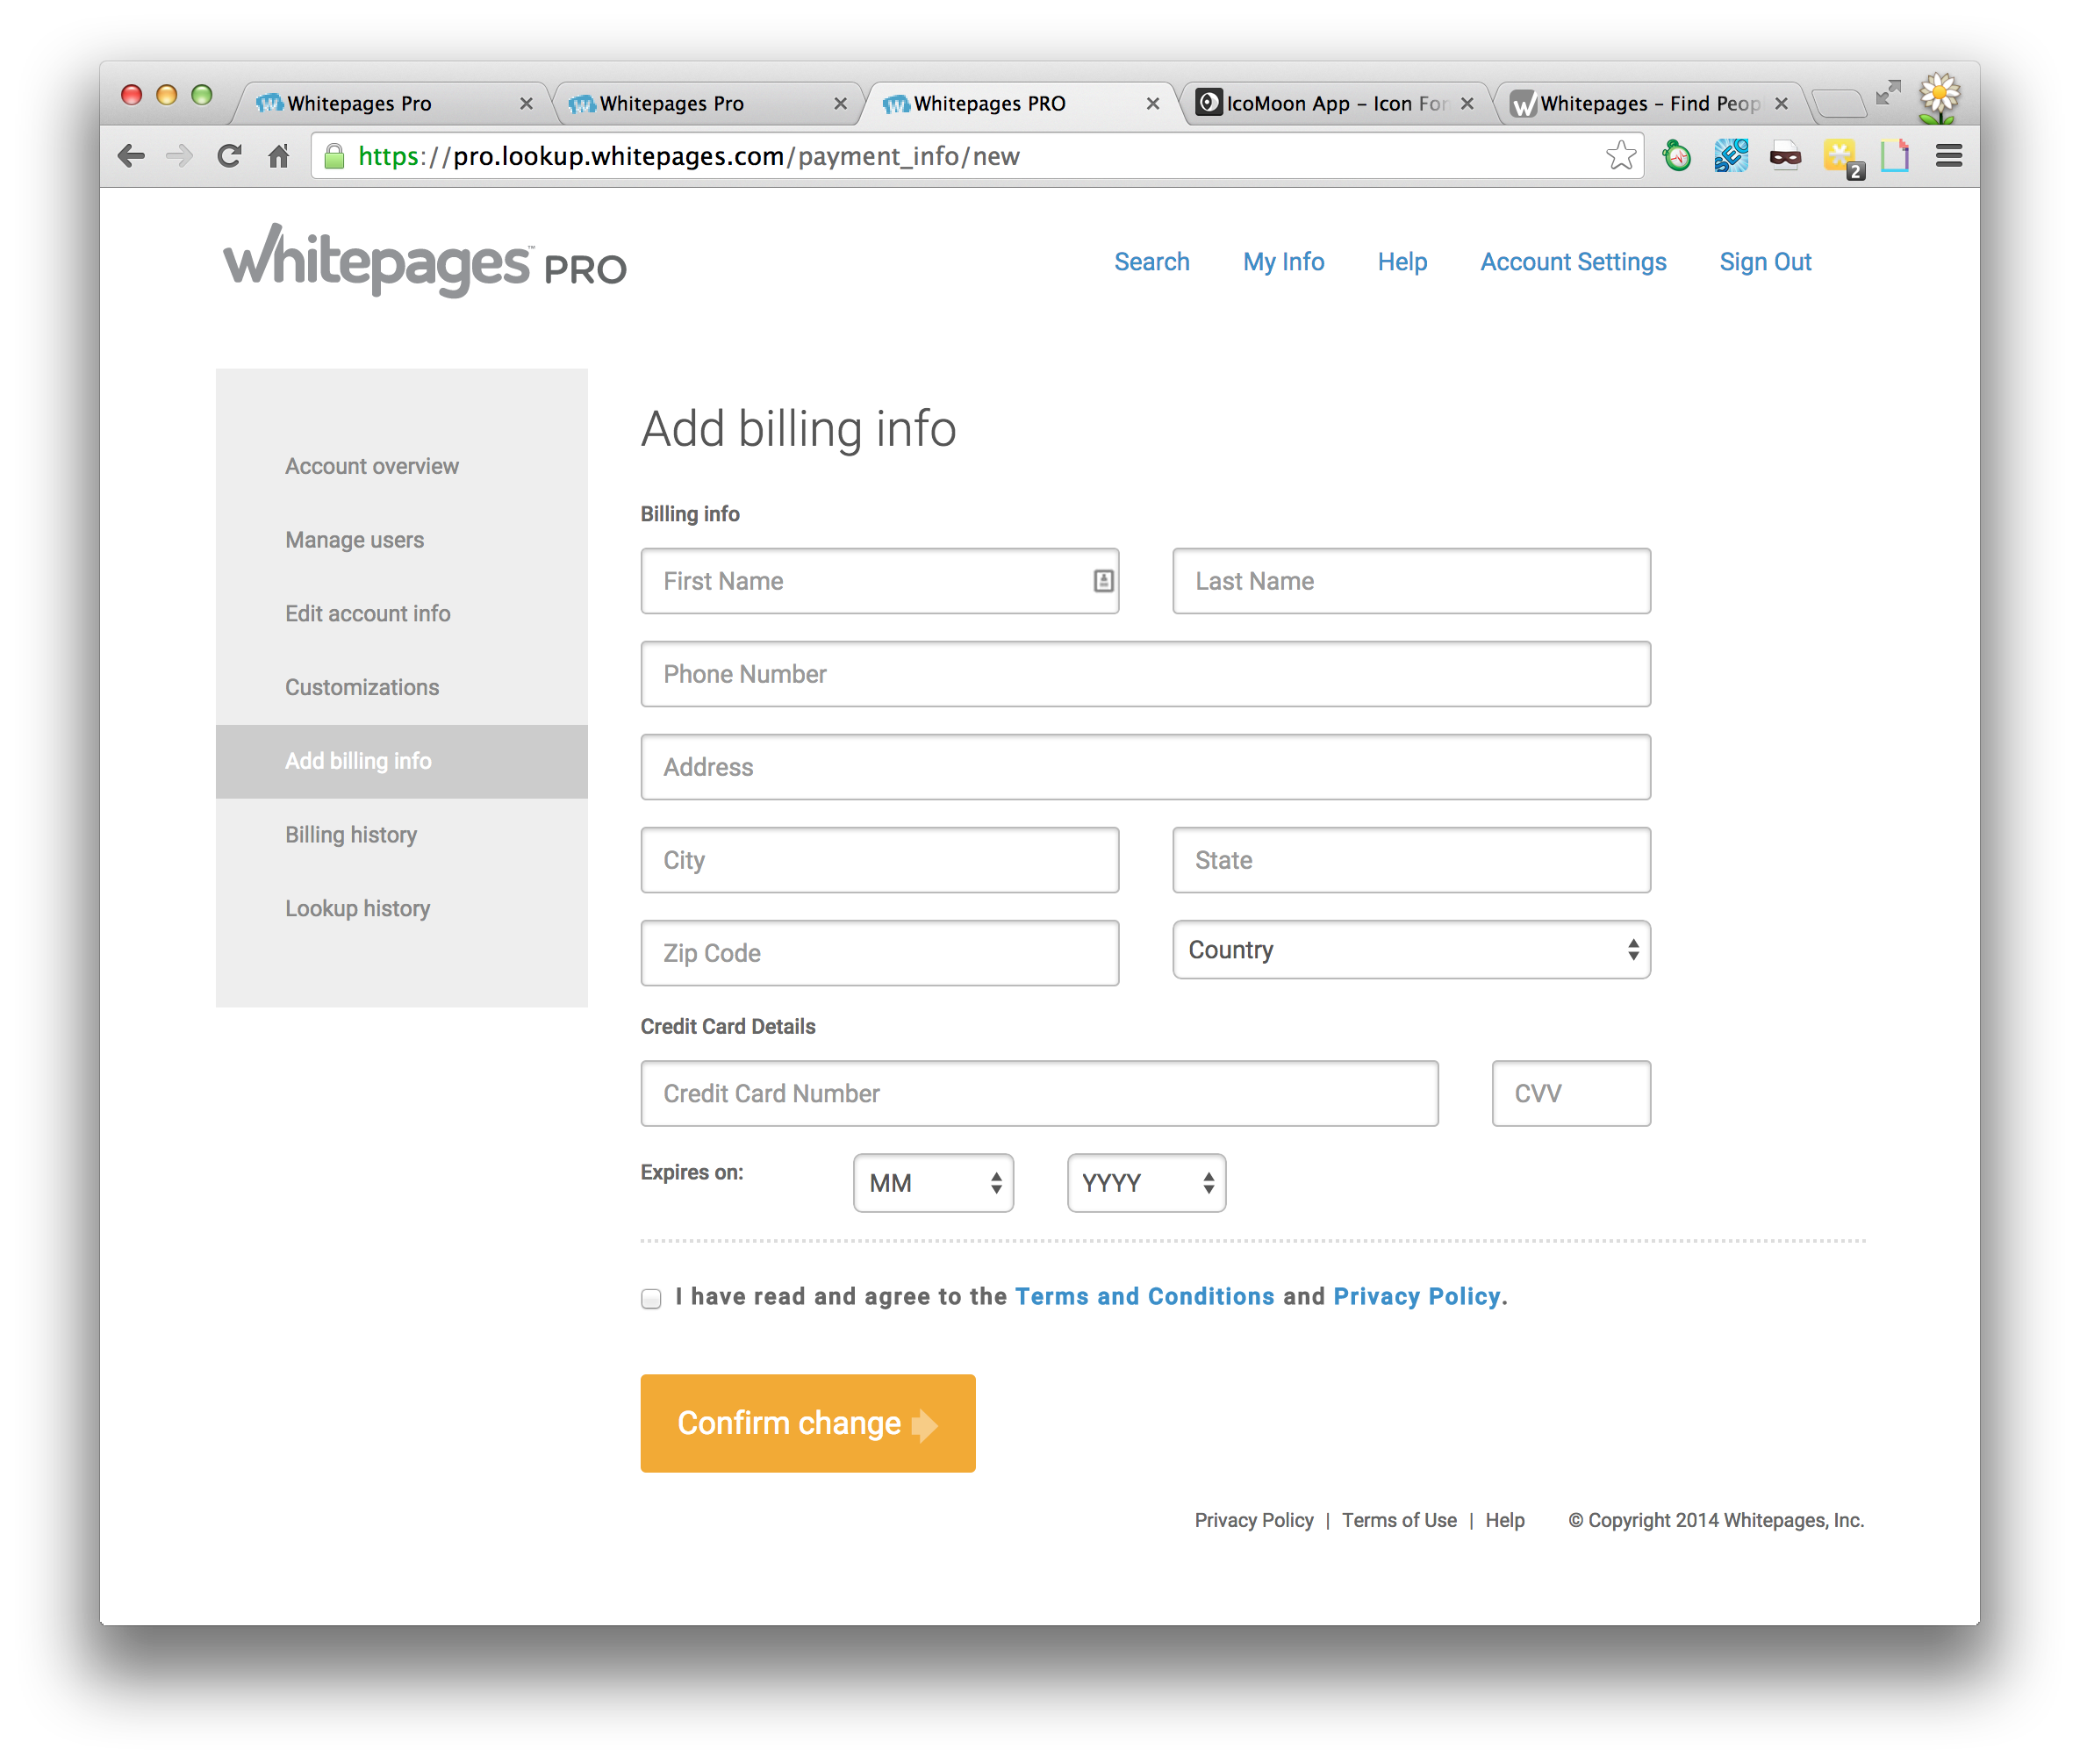 Whitepages Pro
Whitepages Pro
Whitepages PRO
IcoMoon App – Icon For
Whitepages – Find Peop
https://pro.lookup.whitepages.com/payment_info/new
SEO
2
whitepages™ PRO
Search My Info Help Account Settings Sign Out
Account overview
Manage users
Edit account info
Customizations
Add billing info
Billing history
Lookup history
Add billing info
Billing info
First Name Last Name
Phone Number
Address
City State
Zip Code Country
Credit Card Details
Credit Card Number CVV
Expires on: MM YYYY
I have read and agree to the Terms and Conditions and Privacy Policy.
Confirm change
Privacy Policy | Terms of Use | Help © Copyright 2014 Whitepages, Inc.